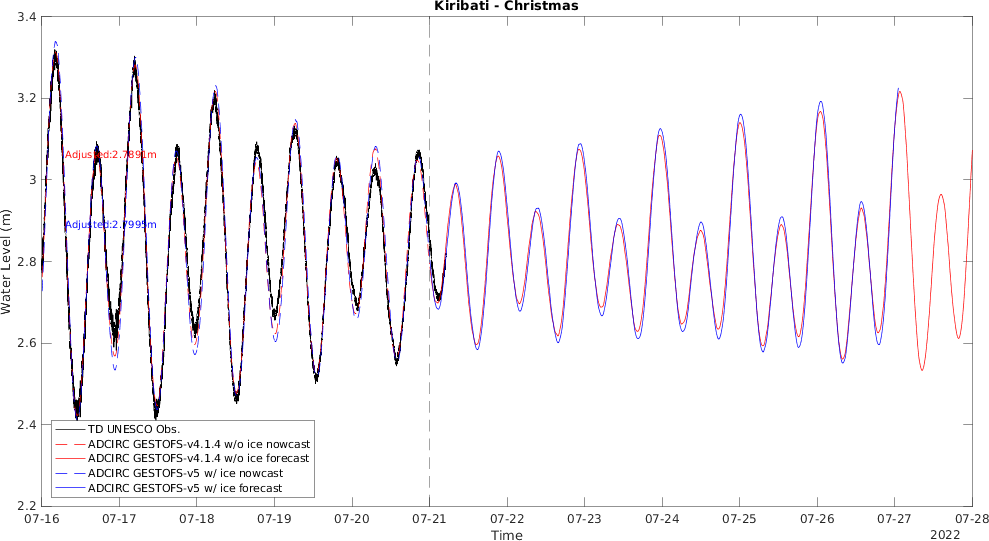 Kiribati - Christmas
3.4
3.2
3
2.8
2.6
2.4
2.2
Water Level (m)
Adjusted:2.7891m
Adjusted:2.7995m
TD UNESCO Obs.
ADCIRC GESTOFS-v4.1.4 w/o ice nowcast
ADCIRC GESTOFS-v4.1.4 w/o ice forecast
ADCIRC GESTOFS-v5 w/ ice nowcast
ADCIRC GESTOFS-v5 w/ ice forecast
07-16 07-17 07-18 07-19 07-20 07-21 07-22 07-23 07-24 07-25 07-26 07-27 07-28
Time
2022